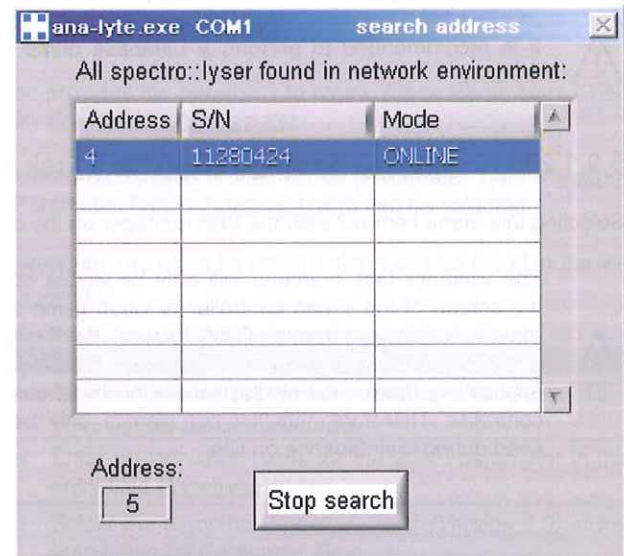 ana-lyte.exe COM1 search address
All spectro::lyser found in network environment:
Address S/N Mode
4 11280424 ONLINE
Address:
5
Stop search